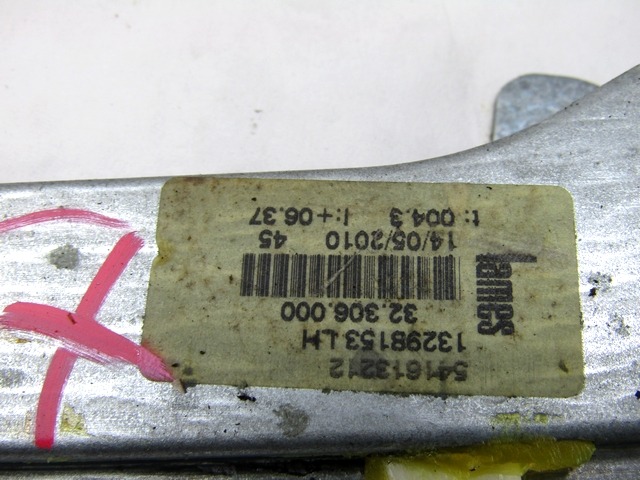 541613212
13298153 LH
32.306.000
14/05/2010 45
t: 004.3 l:+ 06.37
Lames